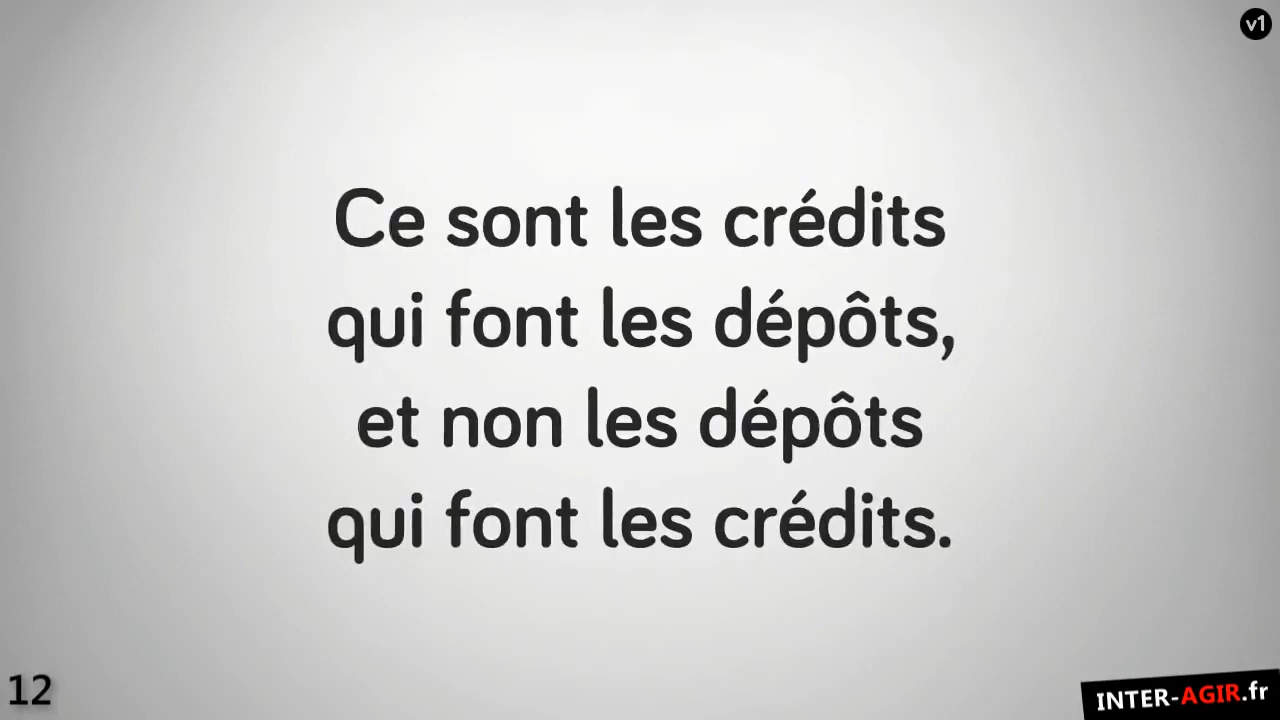 v1
Ce sont les crédits
qui font les dépôts,
et non les dépôts
qui font les crédits.
12
INTER-AGIR.fr